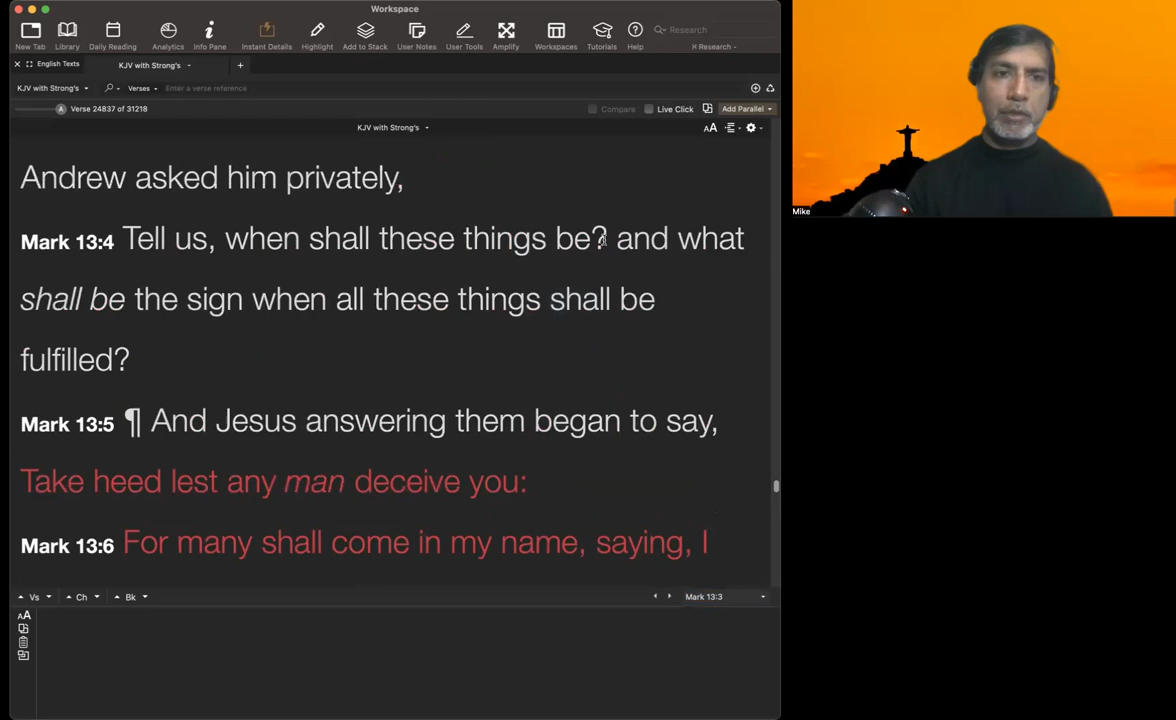 Workspace
New Tab Library Daily Reading Analytics Info Pane Instant Details Highlight Add to Stack User Notes User Tools Amplify Workspaces Tutorials Help Research
Research
English Texts KJV with Strong's +
KJV with Strong's Verses Enter a verse reference
A Verse 24837 of 31218 Compare Live Click Add Parallel
KJV with Strong's AA
Andrew asked him privately,
Mark 13:4 Tell us, when shall these things be? and what
shall be the sign when all these things shall be
fulfilled?
Mark 13:5 ¶ And Jesus answering them began to say,
Take heed lest any man deceive you:
Mark 13:6 For many shall come in my name, saying, I
Vs Ch Bk Mark 13:3
AA
Mike